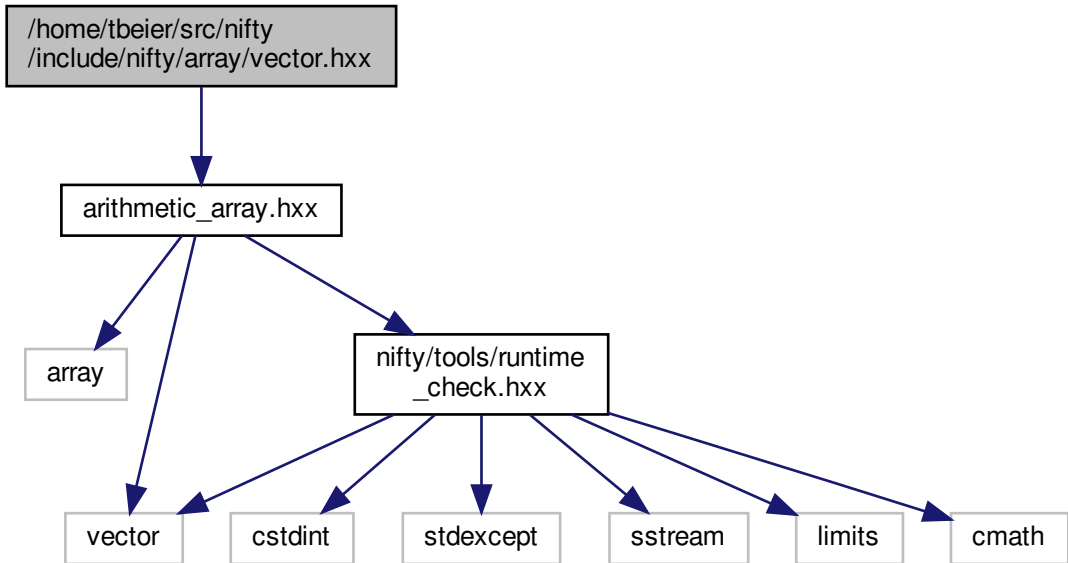 /home/tbeier/src/nifty
/include/nifty/array/vector.hxx
arithmetic_array.hxx
array
nifty/tools/runtime
_check.hxx
vector
cstdint
stdexcept
sstream
limits
cmath